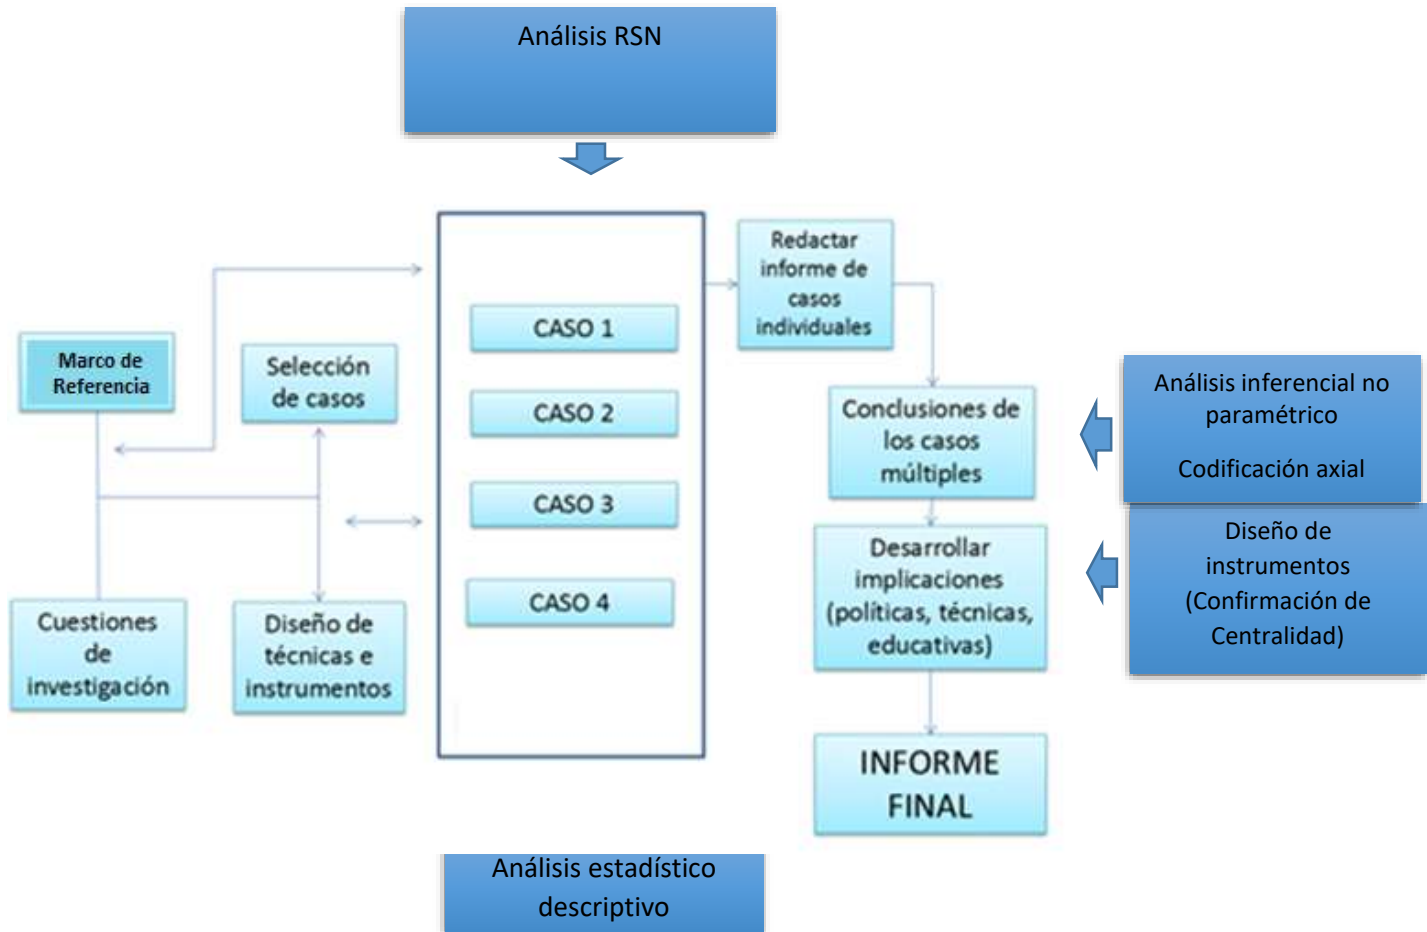 Análisis RSN
Marco de
Referencia
Selección
de casos
Cuestiones
de
investigación
Diseño de
técnicas e
instrumentos
CASO 1
CASO 2
CASO 3
CASO 4
Redactar
informe de
casos
individuales
Conclusiones de
los casos
múltiples
Desarrollar
implicaciones
(políticas, técnicas,
educativas)
INFORME
FINAL
Análisis inferencial no
paramétrico
Codificación axial
Diseño de
instrumentos
(Confirmación de
Centralidad)
Análisis estadístico
descriptivo